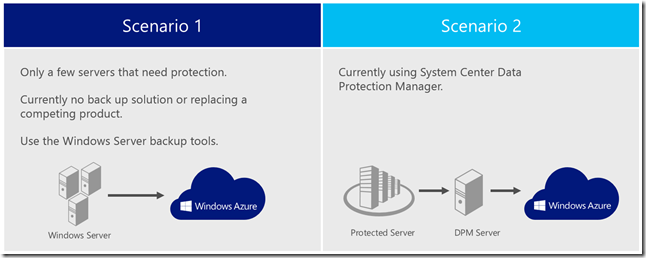 Scenario 1
Only a few servers that need protection.
Currently no back up solution or replacing a
competing product.
Use the Windows Server backup tools.
Windows Server
Windows Azure
Scenario 2
Currently using System Center Data
Protection Manager.
Protected Server
DPM Server
Windows Azure